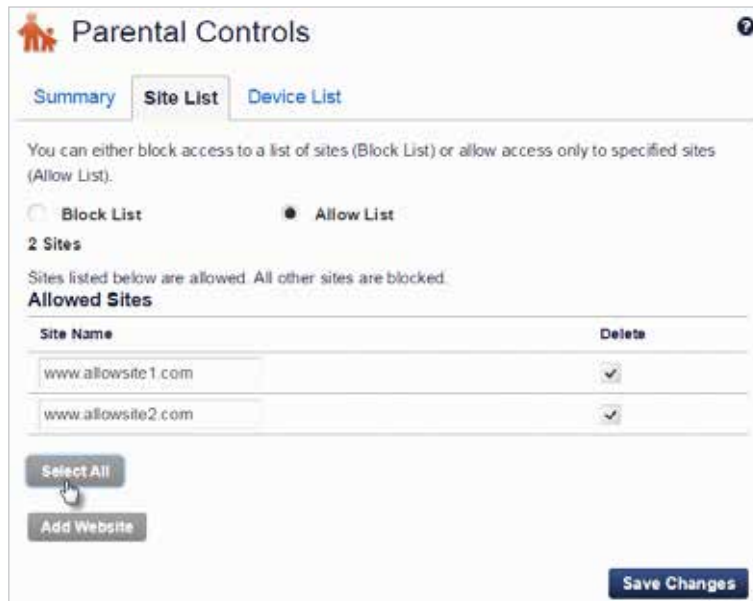 Parental Controls
Summary Site List Device List
You can either block access to a list of sites (Block List) or allow access only to specified sites
(Allow List).
Block List Allow List
2 Sites
Sites listed below are allowed. All other sites are blocked.
Allowed Sites
Site Name Delete
www.allowsite1.com
www.allowsite2.com
Select All
Add Website
Save Changes